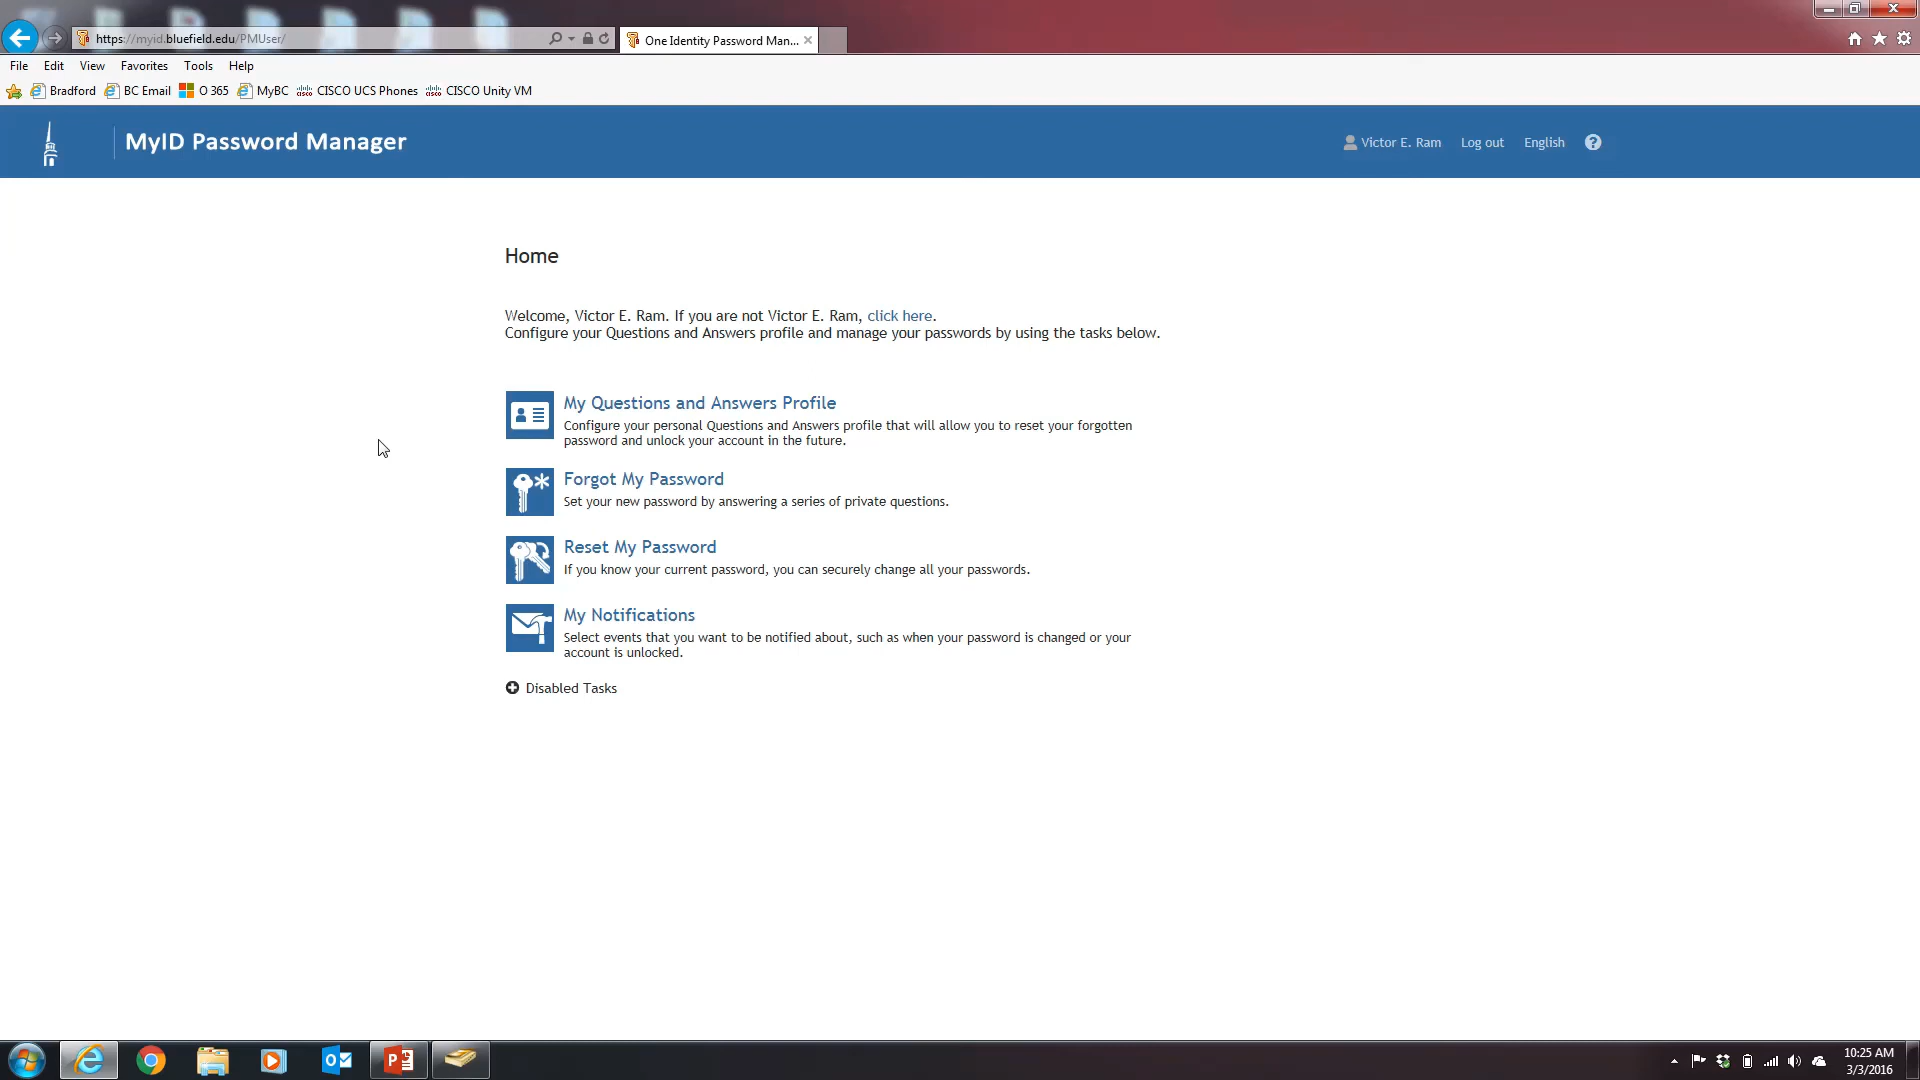 https://myid.bluefield.edu/PMUser/
One Identity Password Man...
File Edit View Favorites Tools Help
Bradford BC Email O 365 MyBC CISCO UCS Phones CISCO Unity VM
MyID Password Manager
Victor E. Ram Log out English ?
Home
Welcome, Victor E. Ram. If you are not Victor E. Ram, click here.
Configure your Questions and Answers profile and manage your passwords by using the tasks below.
My Questions and Answers Profile
Configure your personal Questions and Answers profile that will allow you to reset your forgotten
password and unlock your account in the future.
Forgot My Password
Set your new password by answering a series of private questions.
Reset My Password
If you know your current password, you can securely change all your passwords.
My Notifications
Select events that you want to be notified about, such as when your password is changed or your
account is unlocked.
Disabled Tasks
10:25 AM
3/3/2016